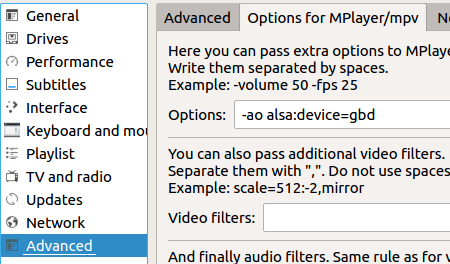 General
Drives
Performance
Subtitles
Interface
Keyboard and mou
Playlist
TV and radio
Updates
Network
Advanced
Advanced
Options for MPlayer/mpv
Here you can pass extra options to MPlaye
Write them separated by spaces.
Example: -volume 50 -fps 25
Options:
-ao alsa:device=gbd
You can also pass additional video filters.
Separate them with ",". Do not use spaces
Example: scale=512:-2,mirror
Video filters:
And finally audio filters. Same rule as for v